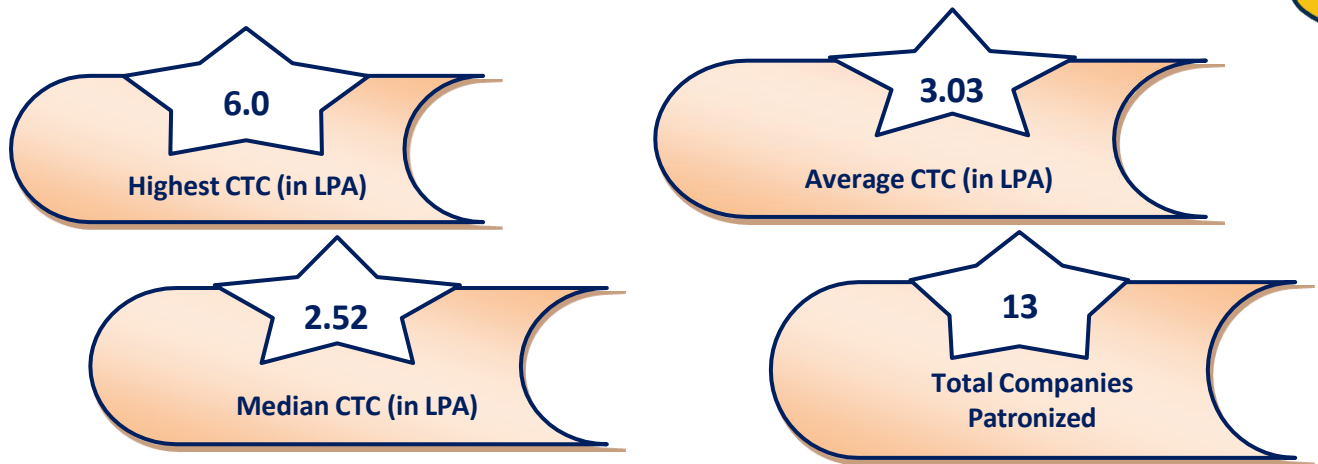 6.0
Highest CTC (in LPA)
3.03
Average CTC (in LPA)
2.52
Median CTC (in LPA)
13
Total Companies
Patronized